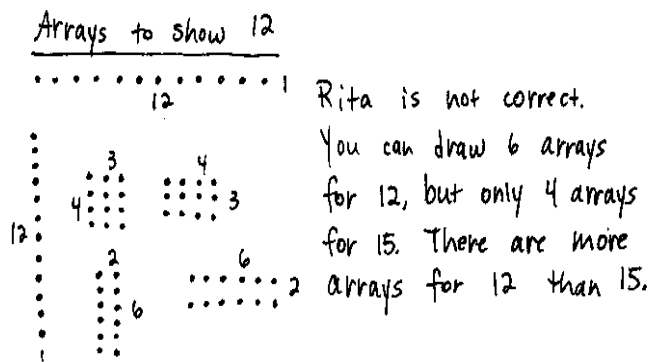 Arrays to show 12
1
12
Rita is not correct.
You can draw 6 arrays
for 12, but only 4 arrays
for 15. There are more
arrays for 12 than 15.
3
4
4
3
12
2
6
6
2
1